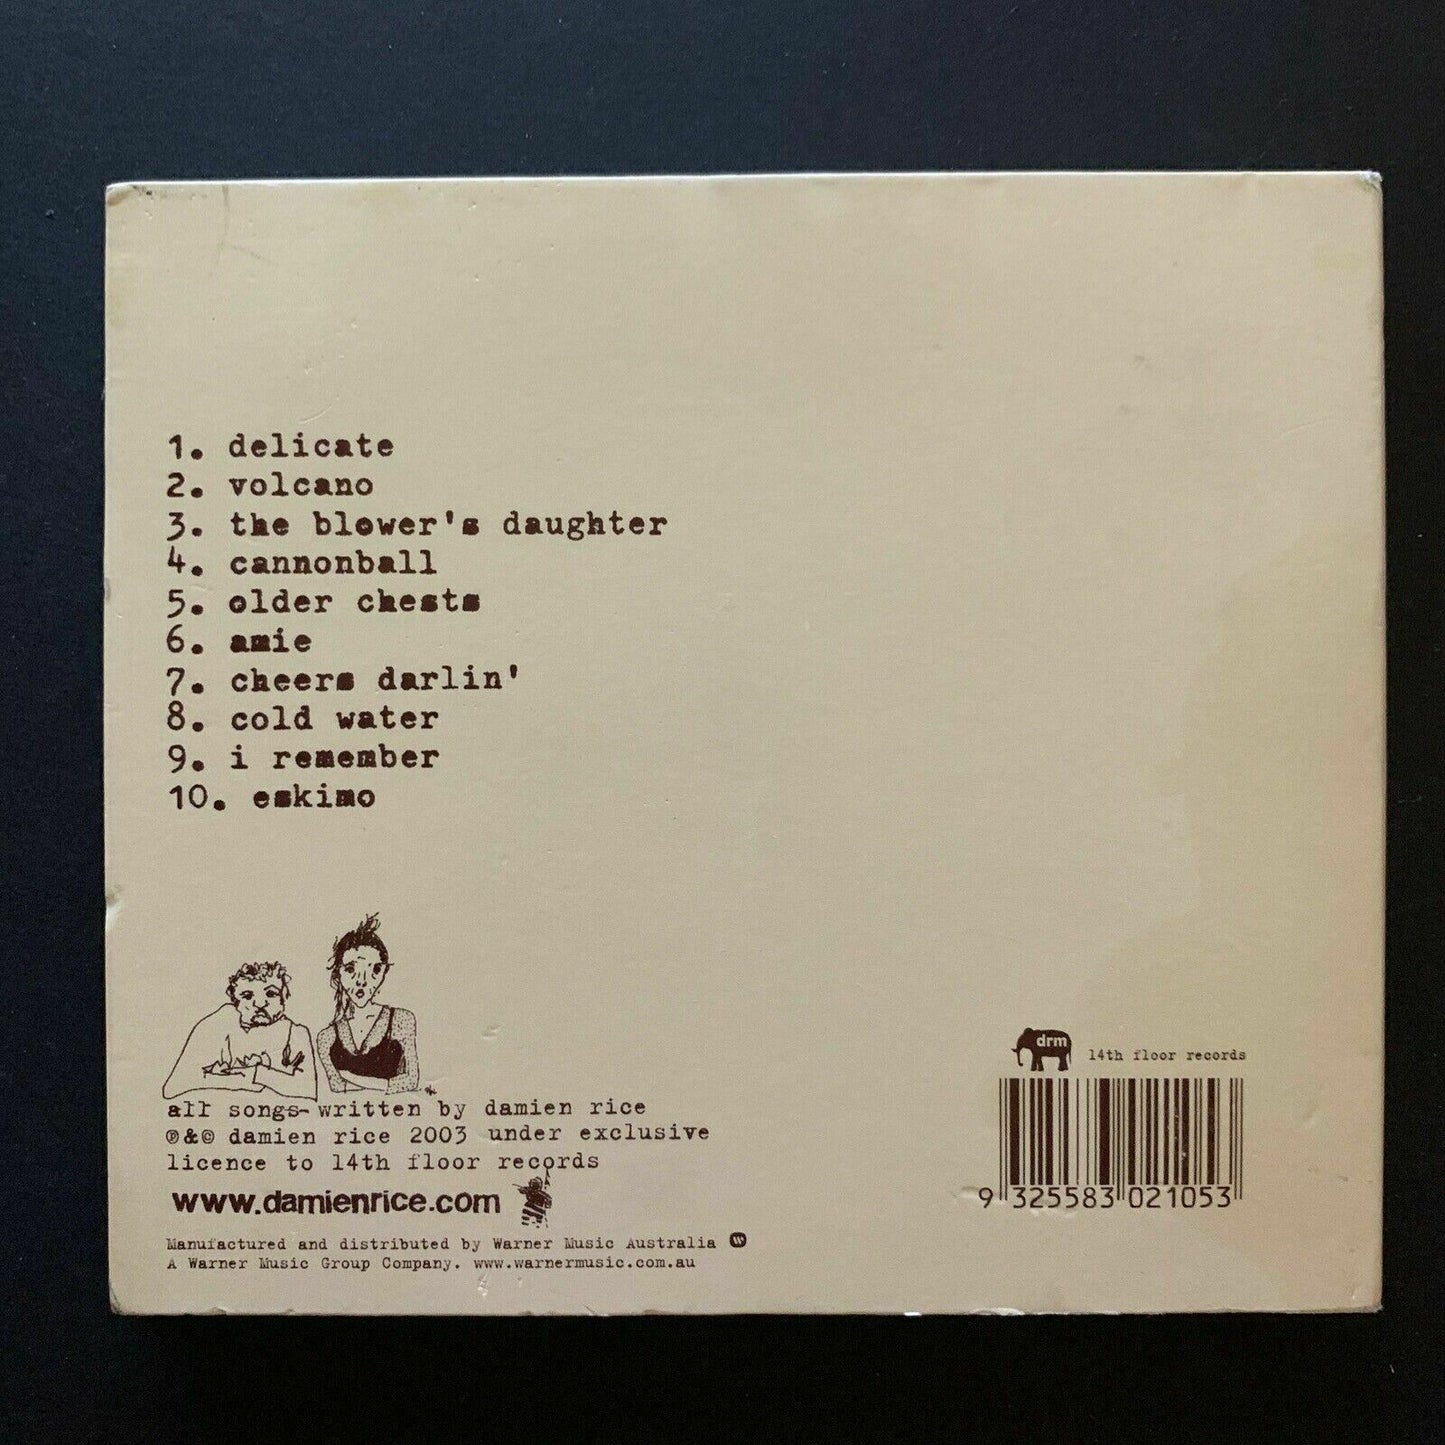 1. delicate
2. volcano
3. the blower's daughter
4. cannonball
5. older chests
6. amie
7. cheers darlin'
8. cold water
9. i remember
10. eskimo
drm 14th floor records
all songs written by damien rice
℗&© damien rice 2003 under exclusive
licence to 14th floor records
www.damienrice.com
9 325583 021053
Manufactured and distributed by Warner Music Australia
A Warner Music Group Company. www.warnermusic.com.au